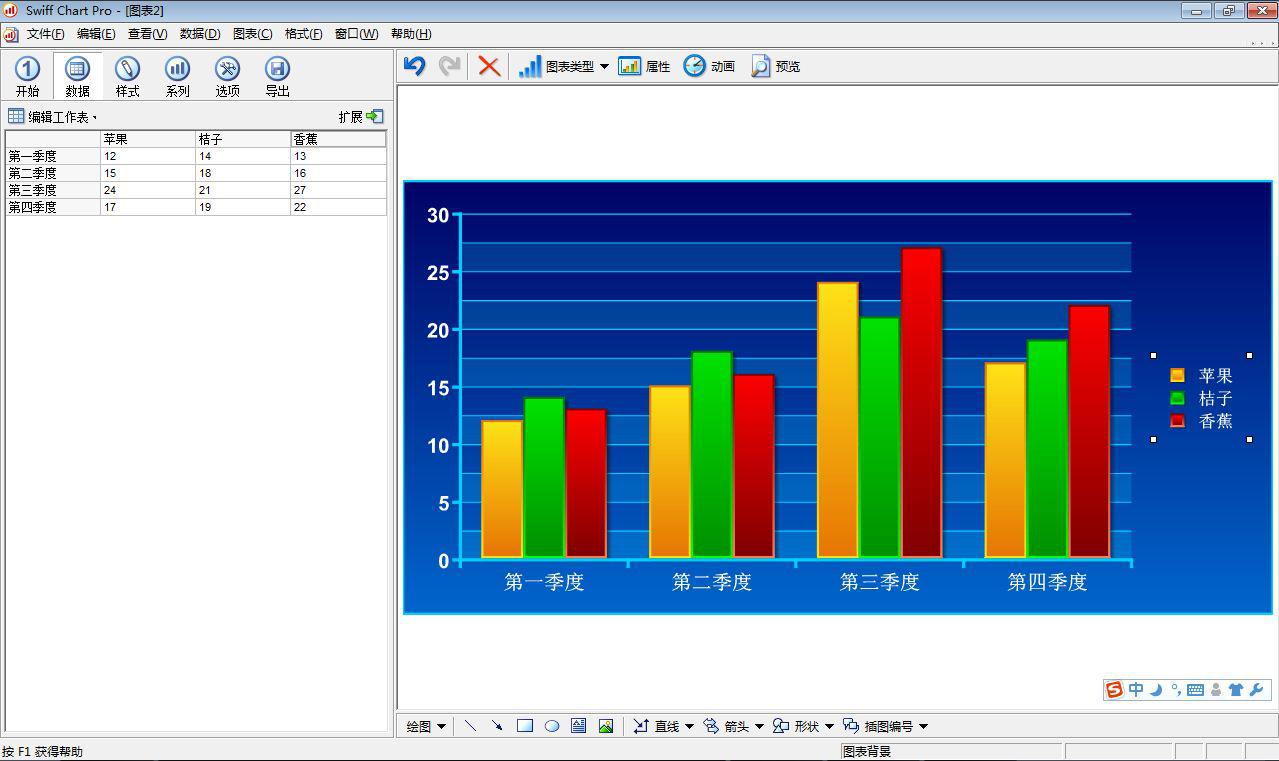 Swiff Chart Pro - [图表2]
文件(F) 编辑(E) 查看(V) 数据(D) 图表(C) 格式(F) 窗口(W) 帮助(H)
1
开始 数据 样式 系列 选项 导出
图表类型 属性 动画 预览
编辑工作表 扩展
苹果 桔子 香蕉
第一季度 12 14 13
第二季度 15 18 16
第三季度 24 21 27
第四季度 17 19 22
30
25
20
15
10
5
0
第一季度 第二季度 第三季度 第四季度
苹果
桔子
香蕉
S 中
绘图 直线 箭头 形状 插图编号
按 F1 获得帮助 图表背景